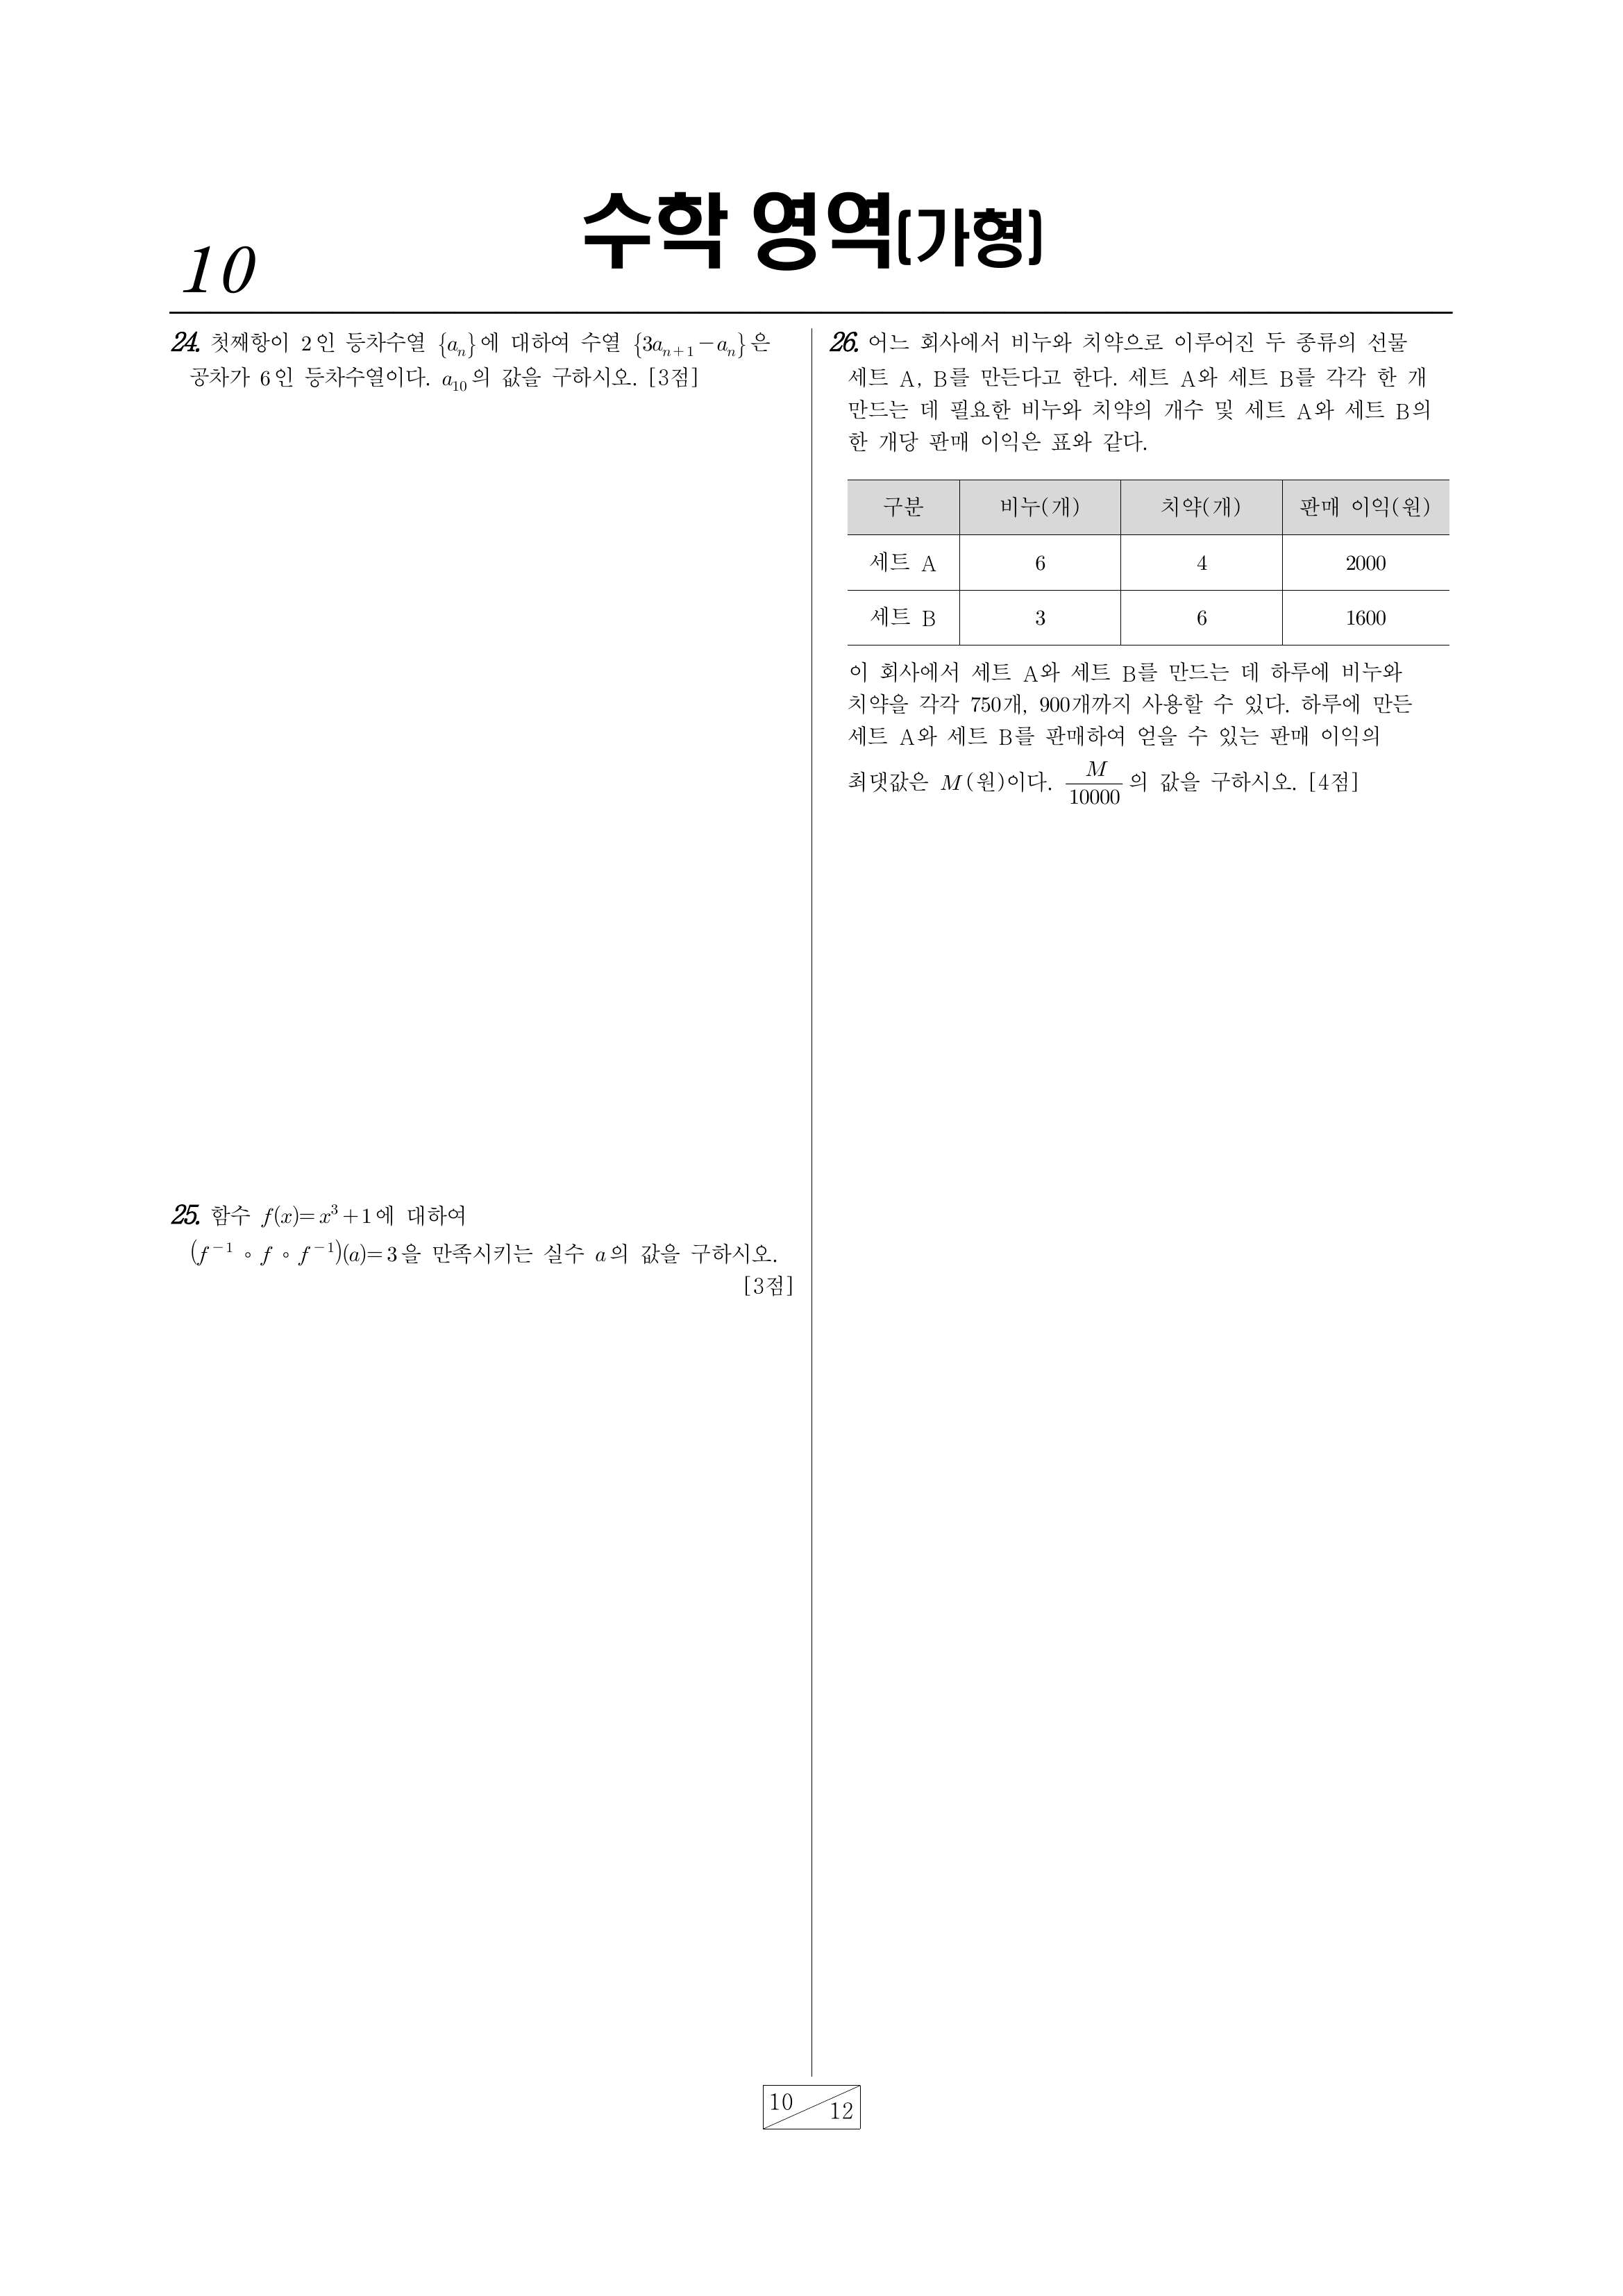 수학 영역(가형)
10
24. 첫째항이 2인 등차수열 {aₙ}에 대하여 수열 {3aₙ₊₁－aₙ}은
공차가 6인 등차수열이다. a₁₀의 값을 구하시오. [3점]
25. 함수 f(x)=x³+1에 대하여
(f⁻¹∘f∘f⁻¹)(a)=3을 만족시키는 실수 a의 값을 구하시오.
[3점]
26. 어느 회사에서 비누와 치약으로 이루어진 두 종류의 선물
세트 A, B를 만든다고 한다. 세트 A와 세트 B를 각각 한 개
만드는 데 필요한 비누와 치약의 개수 및 세트 A와 세트 B의
한 개당 판매 이익은 표와 같다.
구분 비누(개) 치약(개) 판매 이익(원)
세트 A 6 4 2000
세트 B 3 6 1600
이 회사에서 세트 A와 세트 B를 만드는 데 하루에 비누와
치약을 각각 750개, 900개까지 사용할 수 있다. 하루에 만든
세트 A와 세트 B를 판매하여 얻을 수 있는 판매 이익의
최댓값은 M(원)이다. M/10000의 값을 구하시오. [4점]
10 12